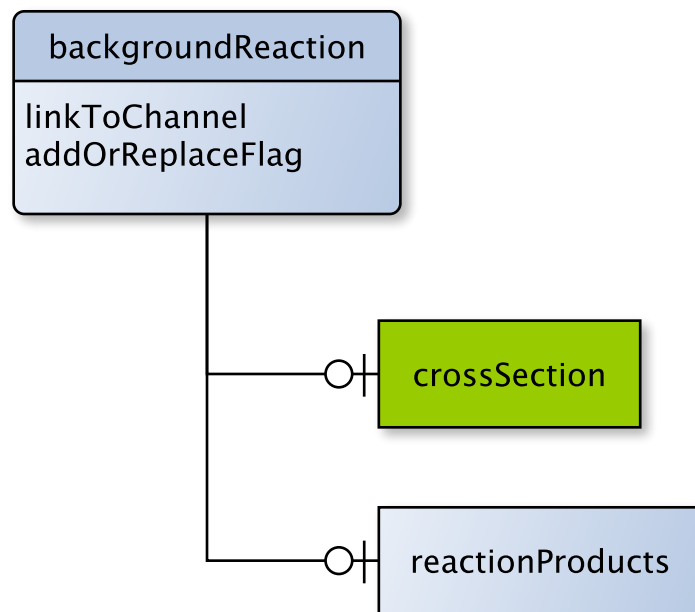 backgroundReaction
linkToChannel
addOrReplaceFlag
crossSection
reactionProducts